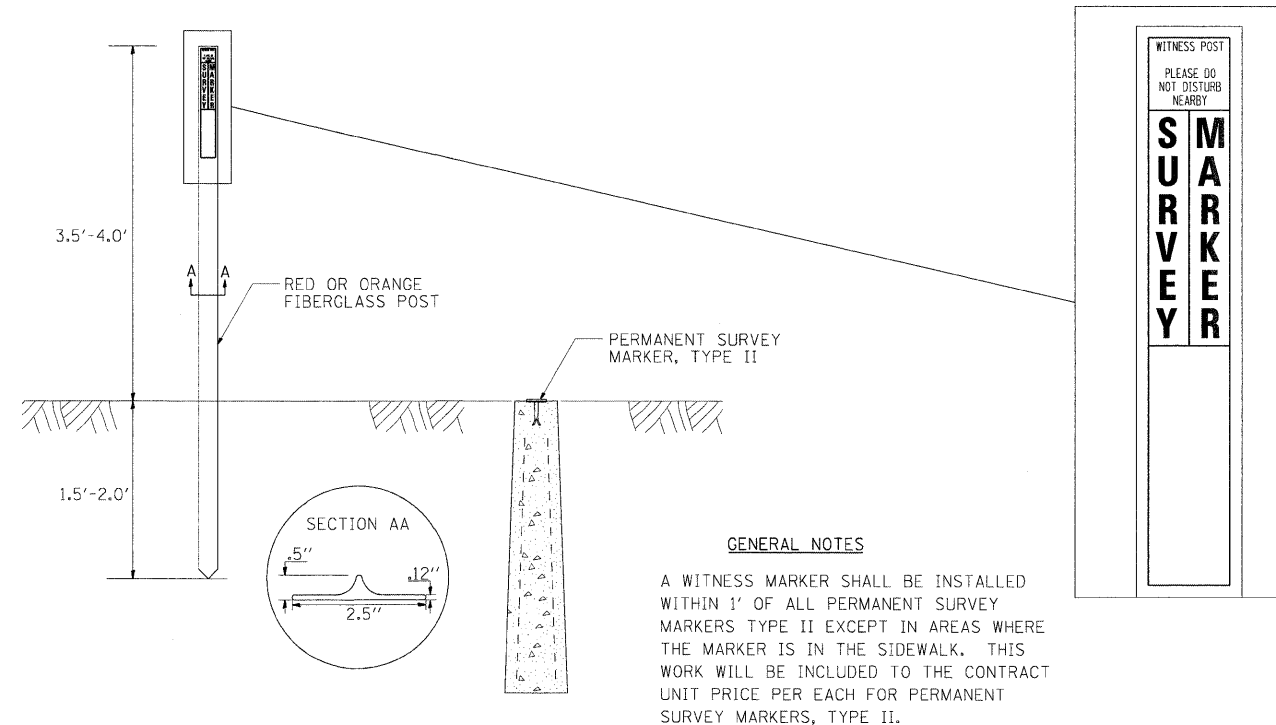 WITNESS POST
PLEASE DO
NOT DISTURB
NEARBY
SURVEY
MARKER
SURVEY
MARKER
3.5'-4.0'
A A
RED OR ORANGE
FIBERGLASS POST
PERMANENT SURVEY
MARKER, TYPE II
1.5'-2.0'
SECTION AA
.5"
.12"
2.5"
GENERAL NOTES
A WITNESS MARKER SHALL BE INSTALLED
WITHIN 1' OF ALL PERMANENT SURVEY
MARKERS TYPE II EXCEPT IN AREAS WHERE
THE MARKER IS IN THE SIDEWALK. THIS
WORK WILL BE INCLUDED TO THE CONTRACT
UNIT PRICE PER EACH FOR PERMANENT
SURVEY MARKERS, TYPE II.